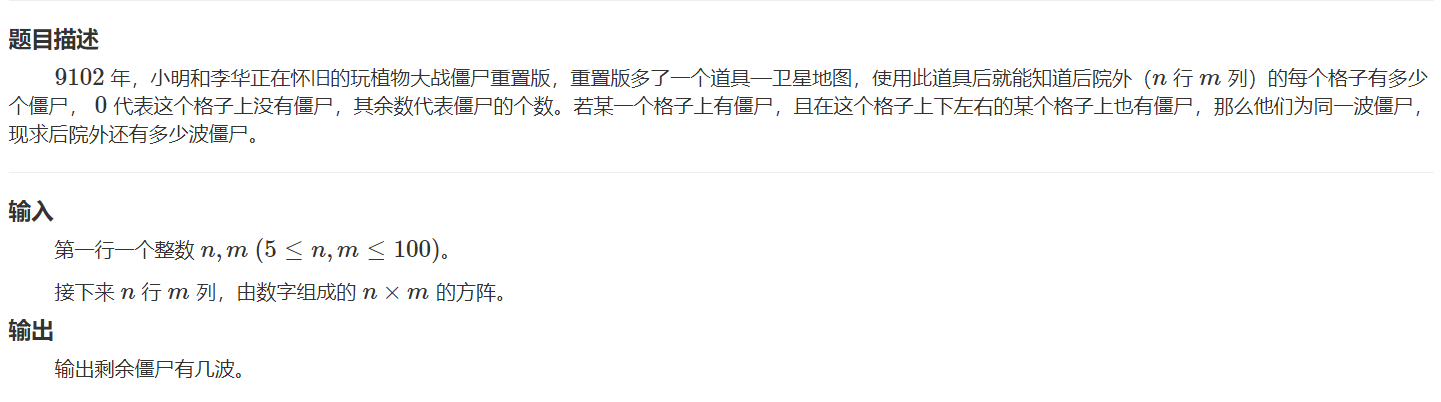 题目描述
9102 年，小明和李华正在怀旧的玩植物大战僵尸重置版，重置版多了一个道具—卫星地图，使用此道具后就能知道后院外（n 行 m 列）的每个格子有多少
个僵尸， 0 代表这个格子上没有僵尸，其余数代表僵尸的个数。若某一个格子上有僵尸，且在这个格子上下左右的某个格子上也有僵尸，那么他们为同一波僵尸，
现求后院外还有多少波僵尸。
输入
第一行一个整数 n, m (5 ≤ n, m ≤ 100)。
接下来 n 行 m 列，由数字组成的 n × m 的方阵。
输出
输出剩余僵尸有几波。